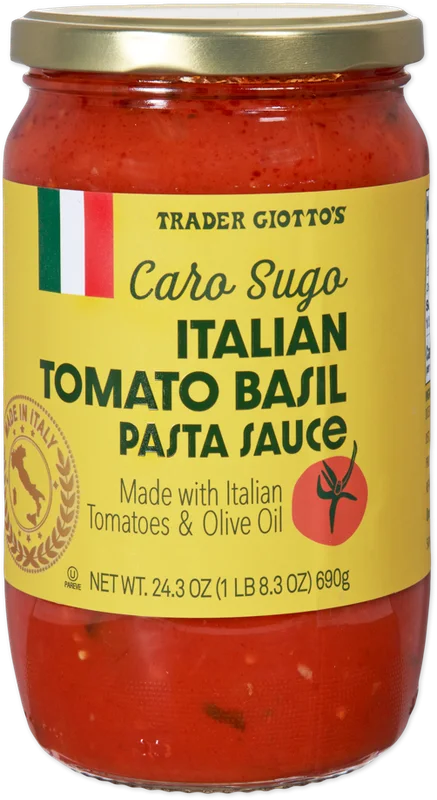 TRADER GIOTTO'S
Caro Sugo
ITALIAN
TOMATO BASIL
PASTA SAUCE
MADE IN ITALY
Made with Italian
Tomatoes & Olive Oil
U
PAREVE
NET WT. 24.3 OZ (1 LB 8.3 OZ) 690g